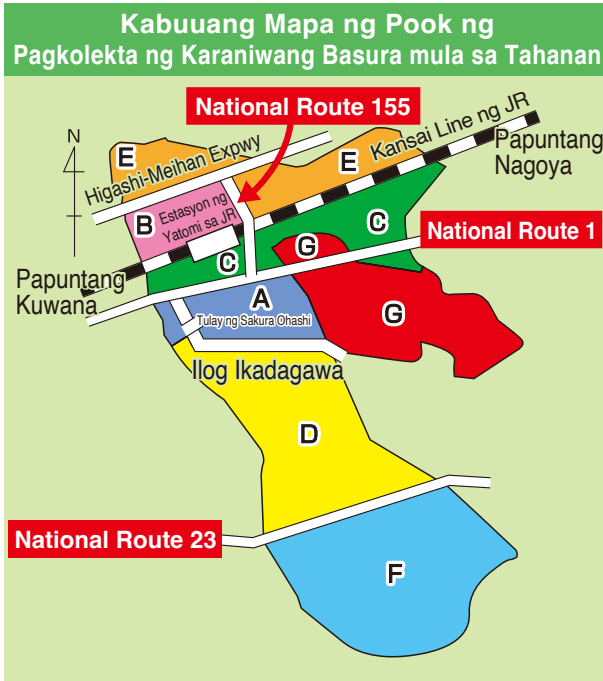 Kabuuang Mapa ng Pook ng
Pagkolekta ng Karaniwang Basura mula sa Tahanan
National Route 155
N
E
Higashi-Meihan Expwy
E
Kansai Line ng JR
Papuntang
Nagoya
B
Estasyon ng
Yatomi sa JR
C
G
National Route 1
C
Papuntang
Kuwana
A
Tulay ng Sakura Ohashi
G
Ilog Ikadagawa
D
National Route 23
F